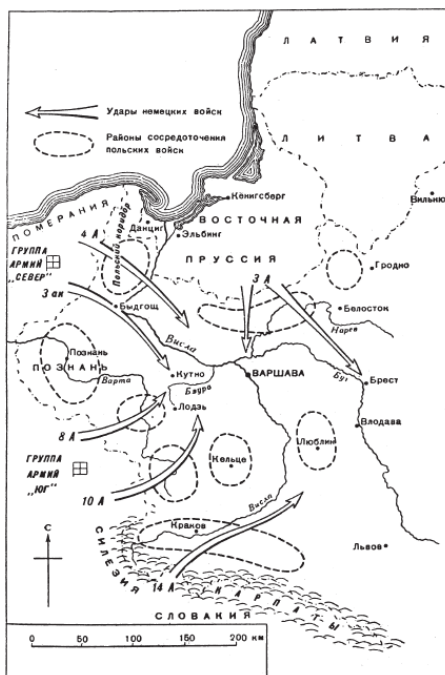 ЛАТВИЯ
Удары немецких войск
Районы сосредоточения
польских войск
ЛИТВА
Вильнюс
Кёнигсберг
ПОМЕРАНИЯ
Польский коридор
4 А
Данциг
ВОСТОЧНАЯ
Эльбинг
ПРУССИЯ
ГРУППА
АРМИЙ
„СЕВЕР"
Гродно
3 А
3 ак
Быдгощ
Белосток
Нарев
Висла
Познань
ПОЗНАНЬ
Варта
Кутно
ВАРШАВА
Буг
Брест
Бзура
Лодзь
Влодава
8 А
ГРУППА
АРМИЙ
„ЮГ"
Люблин
Кельце
10 А
Висла
С
СИЛЕЗИЯ
Краков
Львов
14 А
КАРПАТЫ
СЛОВАКИЯ
0 50 100 150 200 км